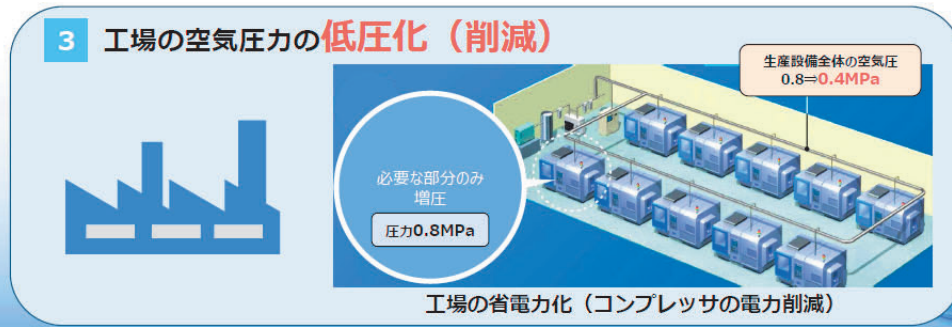 3 工場の空気圧力の低圧化（削減）
生産設備全体の空気圧
0.8⇒0.4MPa
必要な部分のみ
増圧
圧力0.8MPa
工場の省電力化（コンプレッサの電力削減）